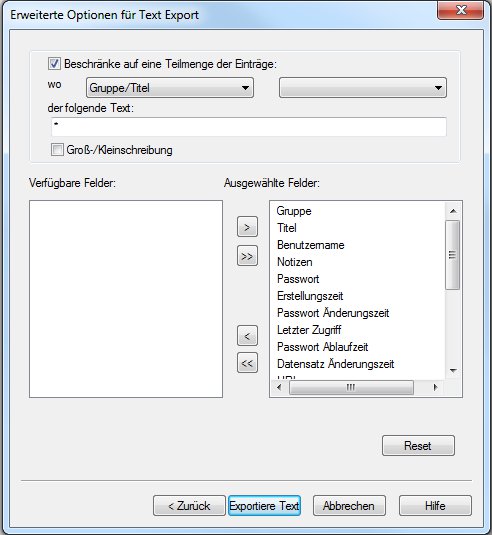 Erweiterte Optionen für Text Export
Beschränke auf eine Teilmenge der Einträge:
wo
Gruppe/Titel
der folgende Text:
*
Groß-/Kleinschreibung
Verfügbare Felder:
Ausgewählte Felder:
>
>>
<
<<
Gruppe
Titel
Benutzername
Notizen
Passwort
Erstellungszeit
Passwort Änderungszeit
Letzter Zugriff
Passwort Ablaufzeit
Datensatz Änderungszeit
Reset
< Zurück
Exportiere Text
Abbrechen
Hilfe